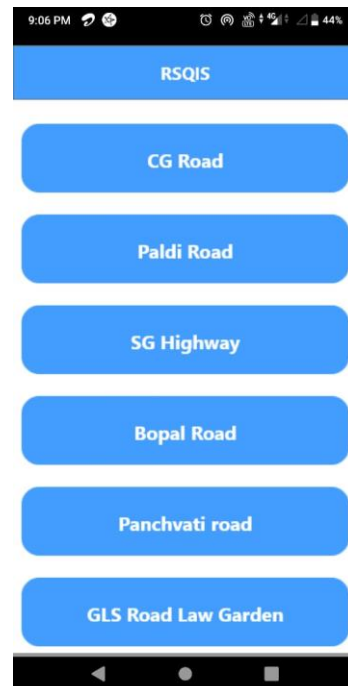 9:06 PM 4G 44%
RSQIS
CG Road
Paldi Road
SG Highway
Bopal Road
Panchvati road
GLS Road Law Garden